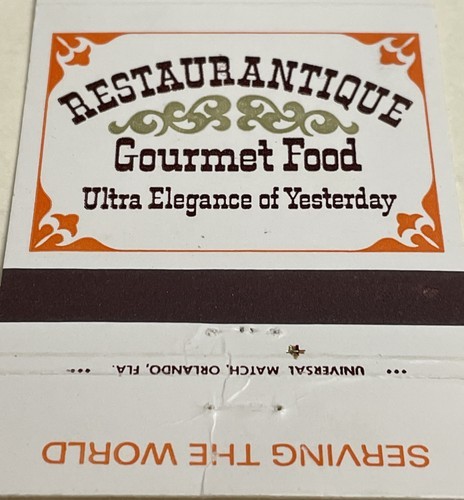 RESTAURANTIQUE
Gourmet Food
Ultra Elegance of Yesterday
••• UNIVERSAL MATCH, ORLANDO, FLA. •••
SERVING THE WORLD